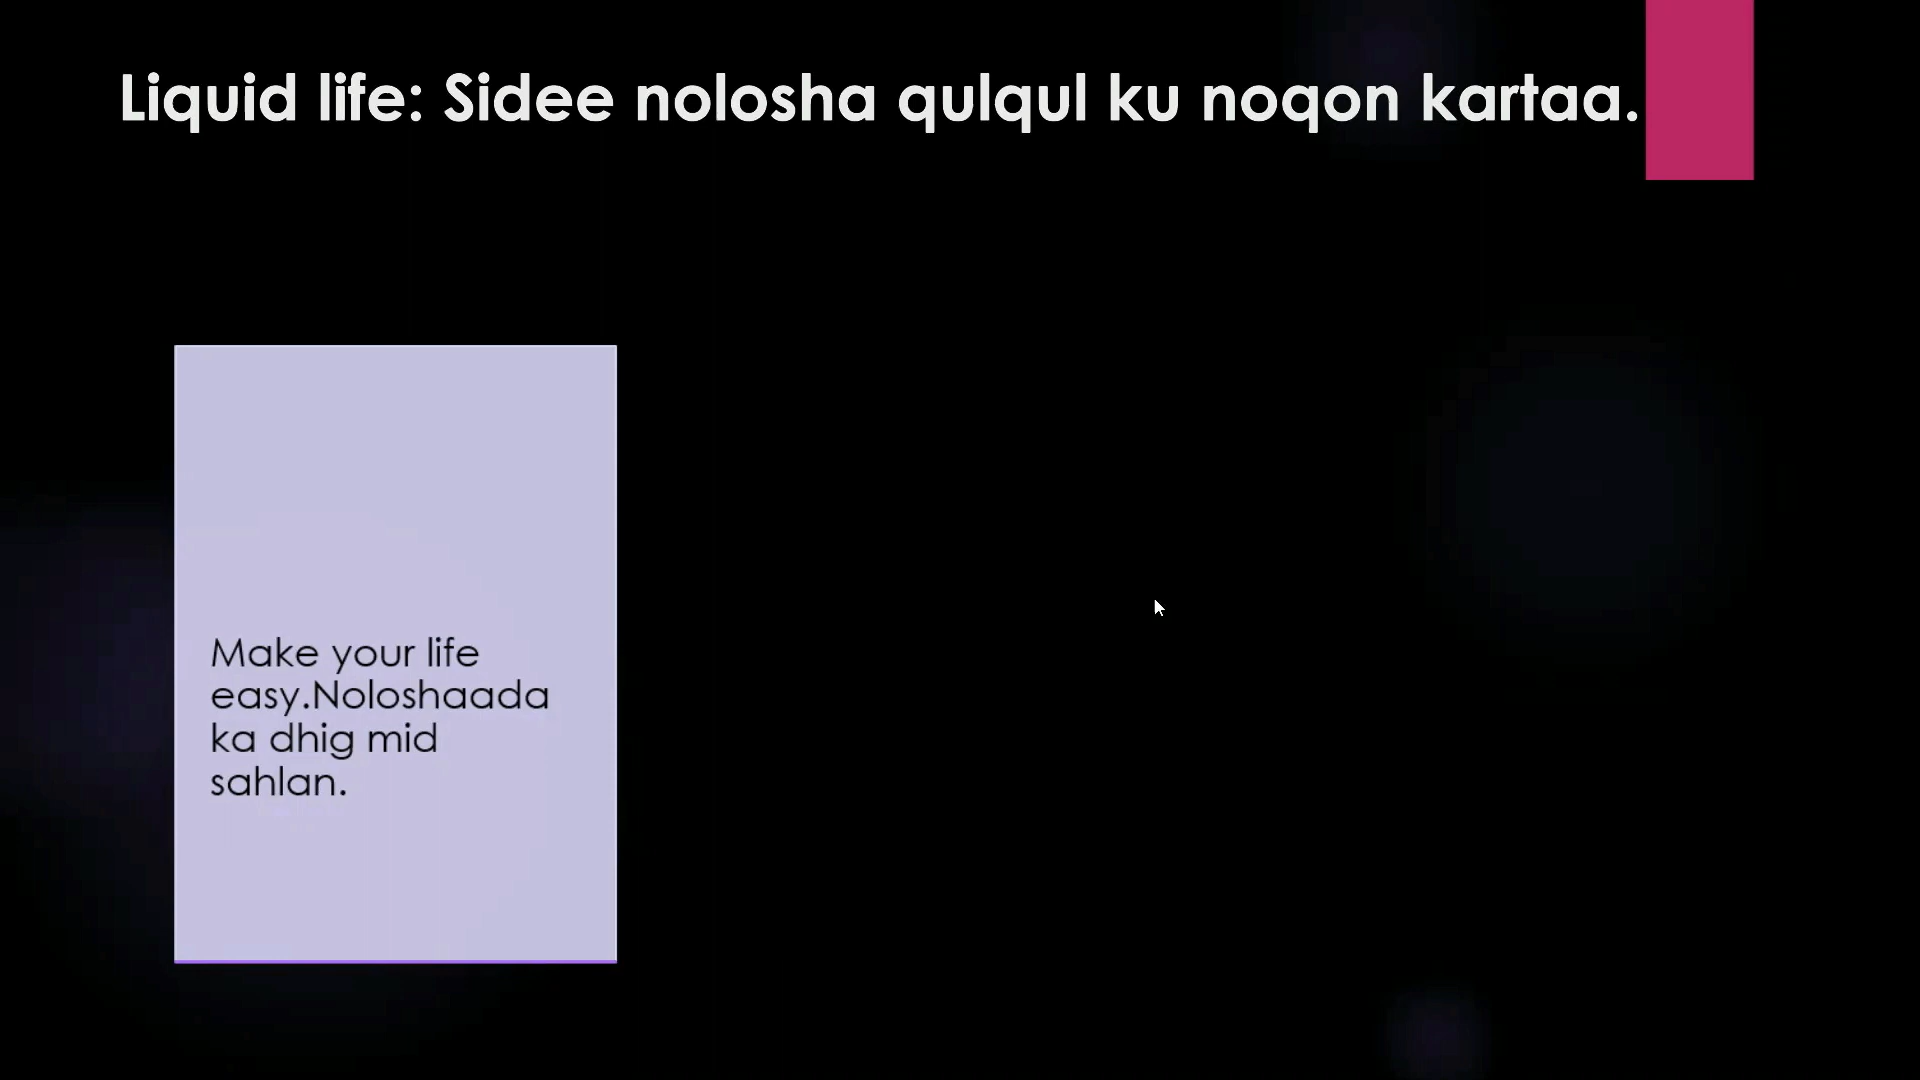 Liquid life: Sidee nolosha qulqul ku noqon kartaa.
Make your life
easy.Noloshaada
ka dhig mid
sahlan.